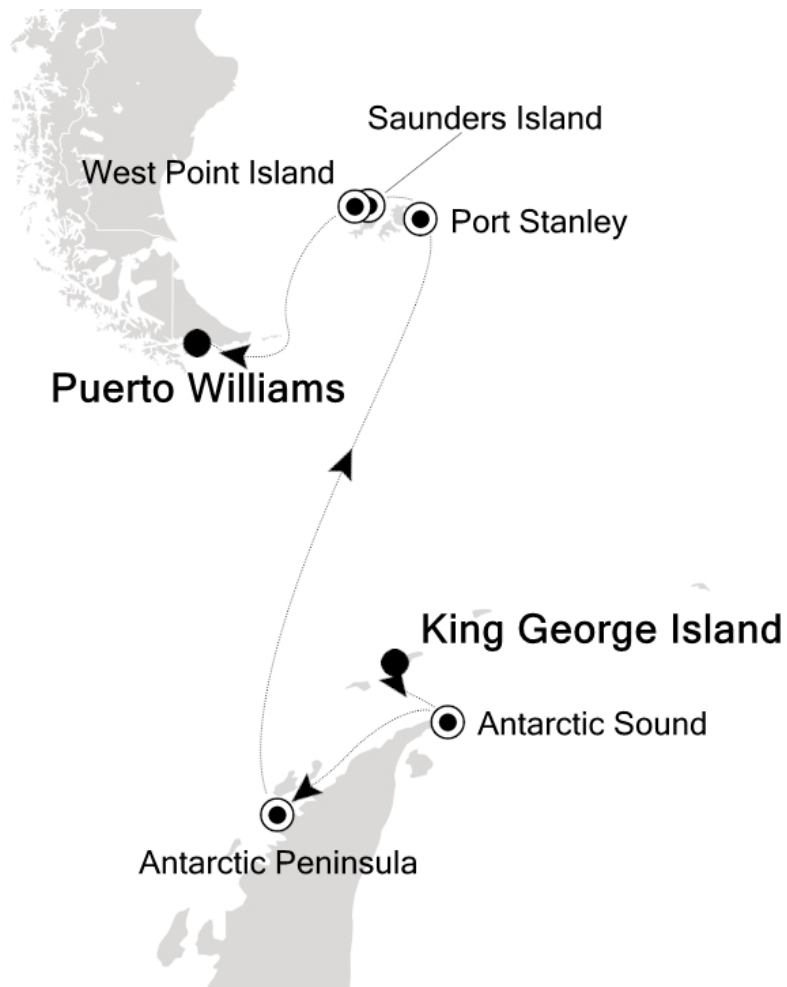 Saunders Island
West Point Island
Port Stanley
Puerto Williams
King George Island
Antarctic Sound
Antarctic Peninsula